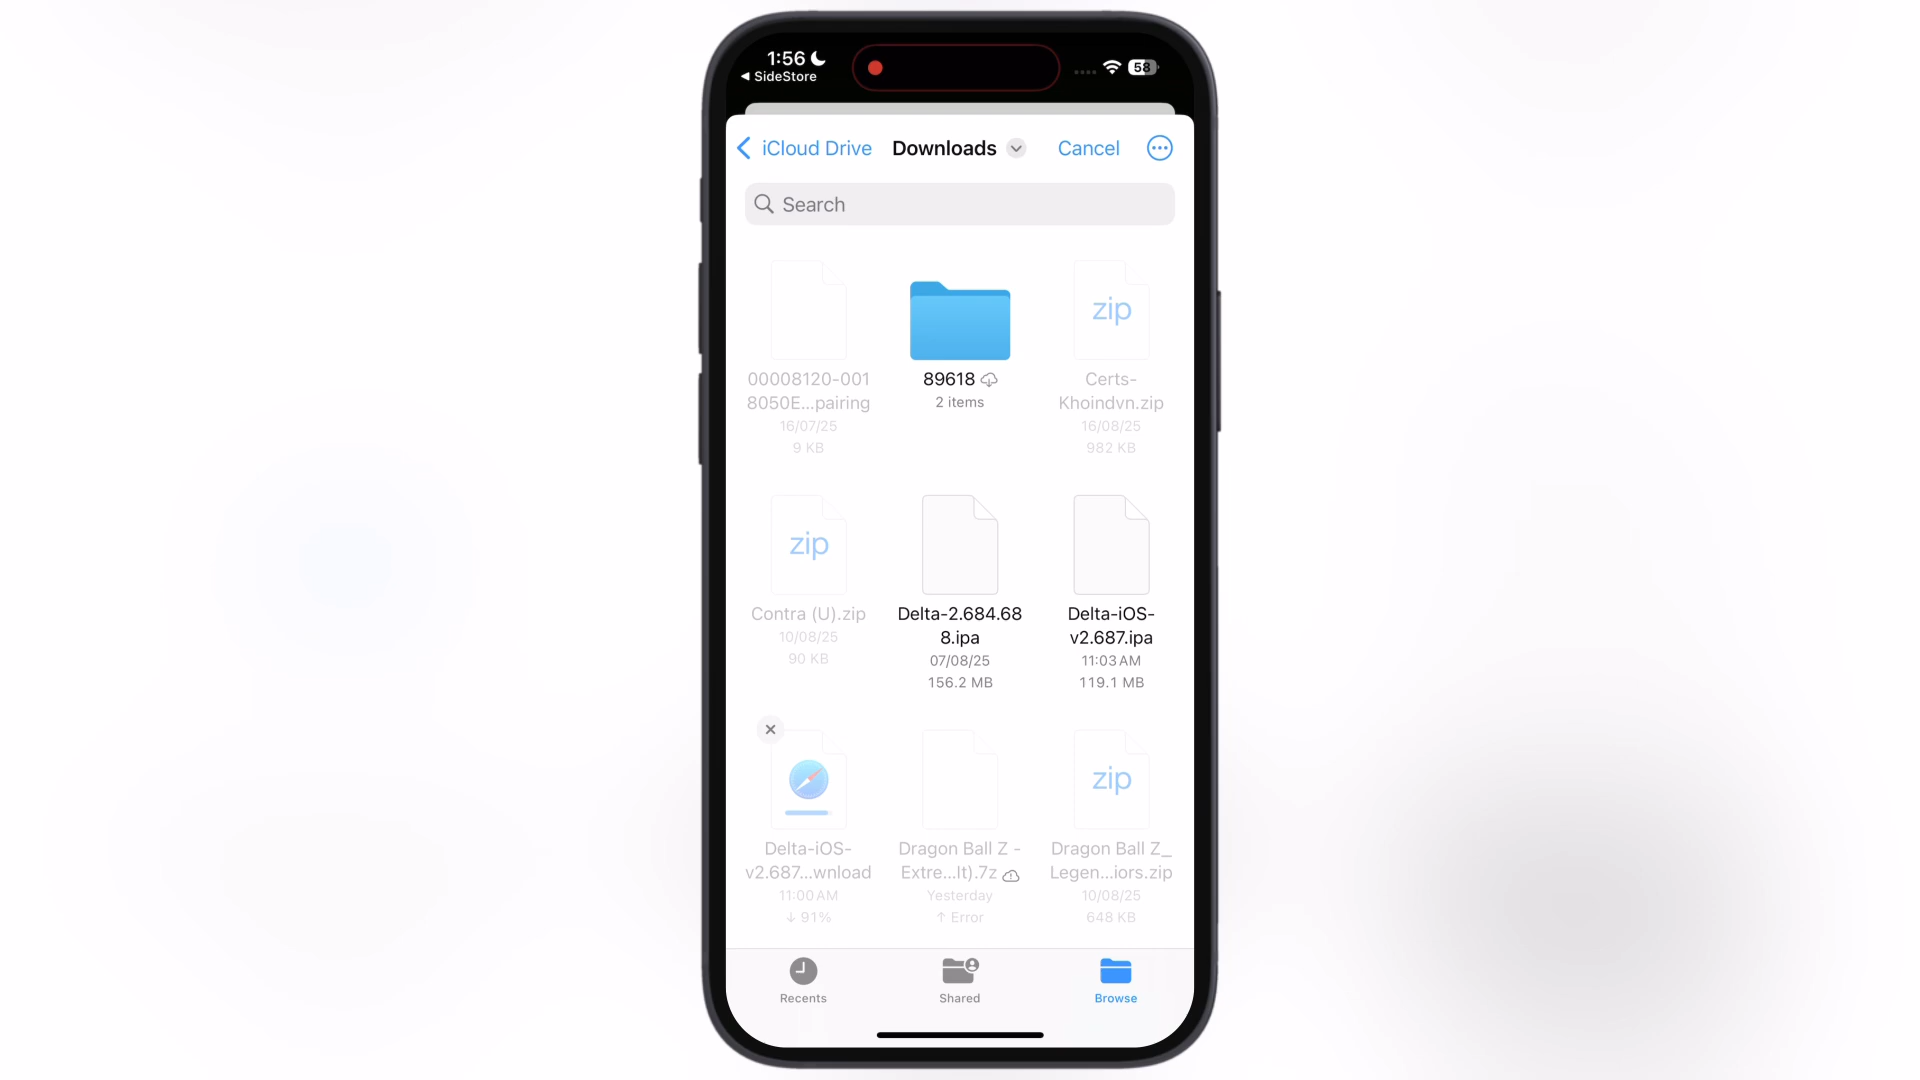 1:56
◀ SideStore
58
iCloud Drive
Downloads
Cancel
Search
00008120-001
8050E...pairing
16/07/25
9 KB
89618
2 items
zip
Certs-
Khoindvn.zip
16/08/25
982 KB
zip
Contra (U).zip
10/08/25
90 KB
Delta-2.684.68
8.ipa
07/08/25
156.2 MB
Delta-iOS-
v2.687.ipa
11:03 AM
119.1 MB
Delta-iOS-
v2.687...wnload
11:00 AM
↓ 91%
Dragon Ball Z -
Extre...lt).7z
Yesterday
↑ Error
zip
Dragon Ball Z_
Legen...iors.zip
10/08/25
648 KB
Recents
Shared
Browse